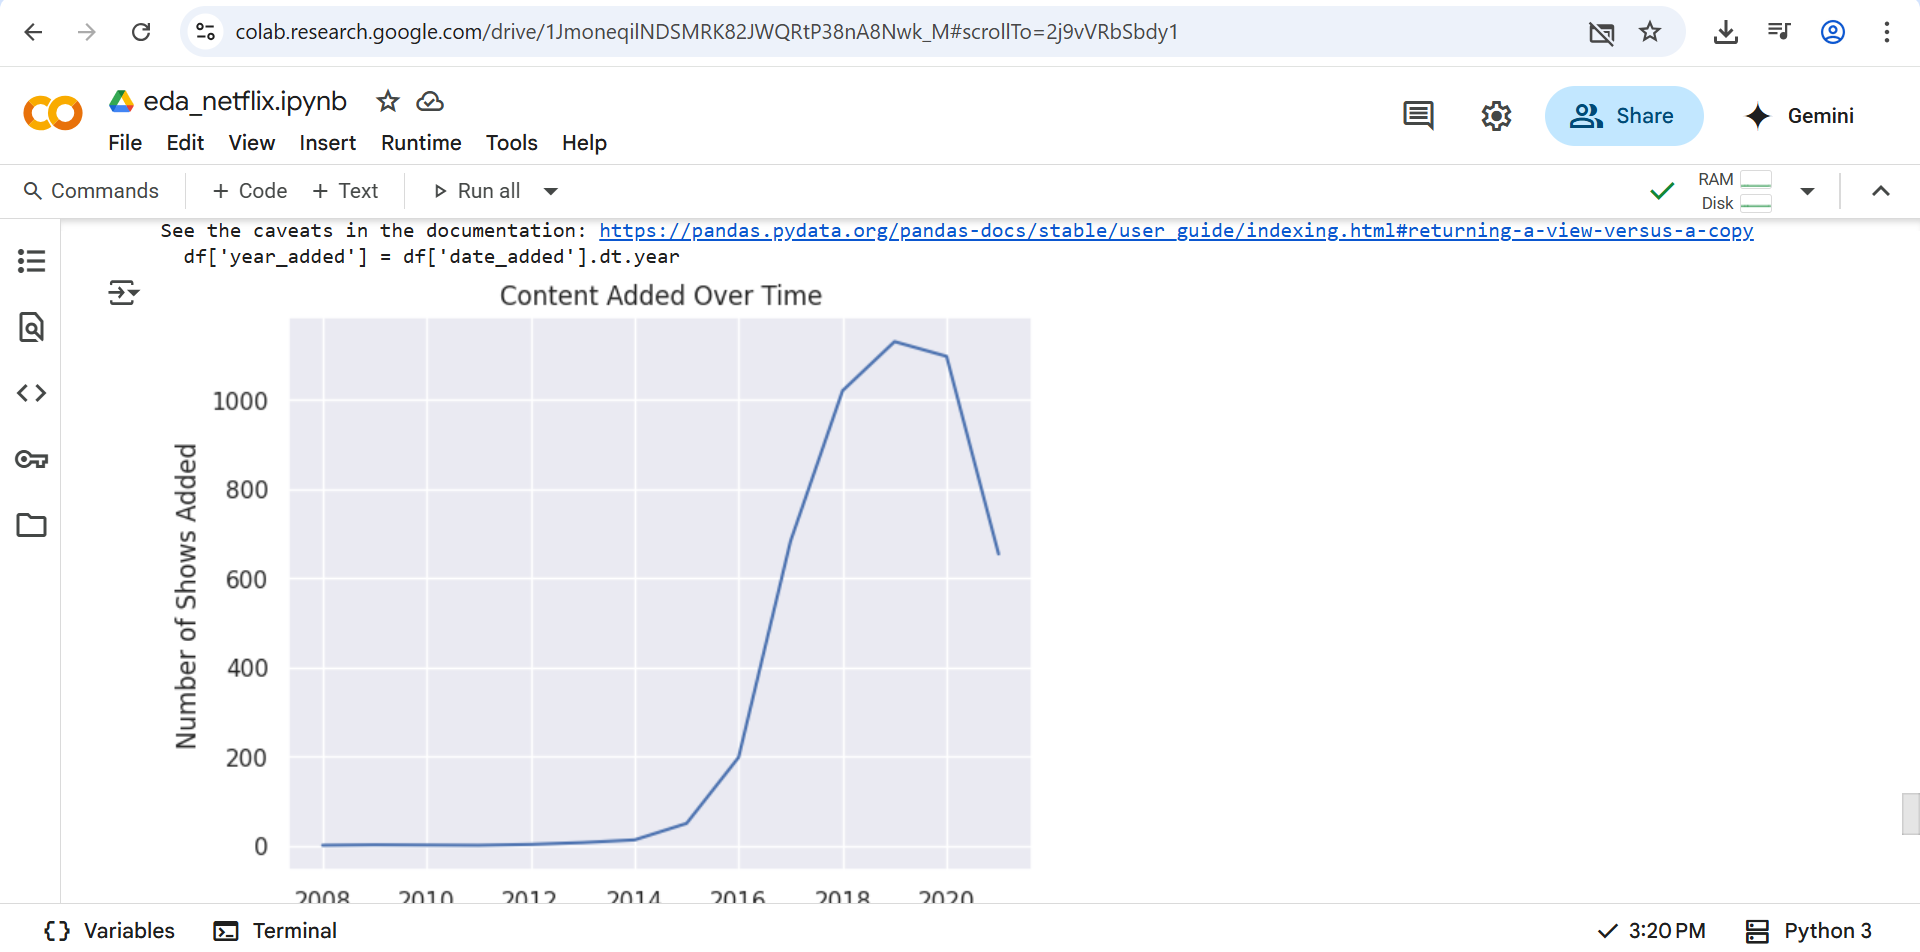 colab.research.google.com/drive/1JmoneqilNDSMRK82JWQRtP38nA8Nwk_M#scrollTo=2j9vVRbSbdy1
eda_netflix.ipynb
File Edit View Insert Runtime Tools Help
Share
Gemini
Commands + Code + Text Run all
RAM
Disk
See the caveats in the documentation: https://pandas.pydata.org/pandas-docs/stable/user_guide/indexing.html#returning-a-view-versus-a-copy
df['year_added'] = df['date_added'].dt.year
Content Added Over Time
Number of Shows Added
1000
800
600
400
200
0
2008 2010 2012 2014 2016 2018 2020
Variables Terminal 3:20 PM Python 3